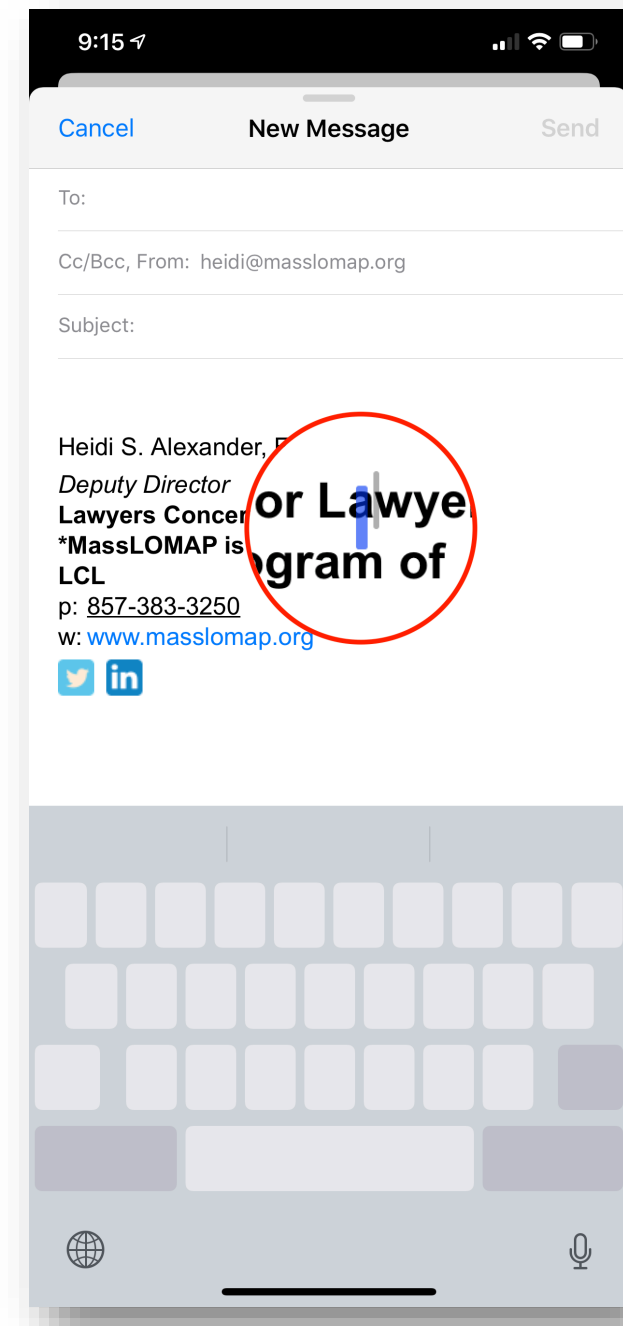 9:15
Cancel New Message Send
To:
Cc/Bcc, From: heidi@masslomap.org
Subject:
Heidi S. Alexander,
Deputy Director
Lawyers Concer
*MassLOMAP is
or Lawye
ogram of
LCL
p: 857-383-3250
w: www.masslomap.org
in